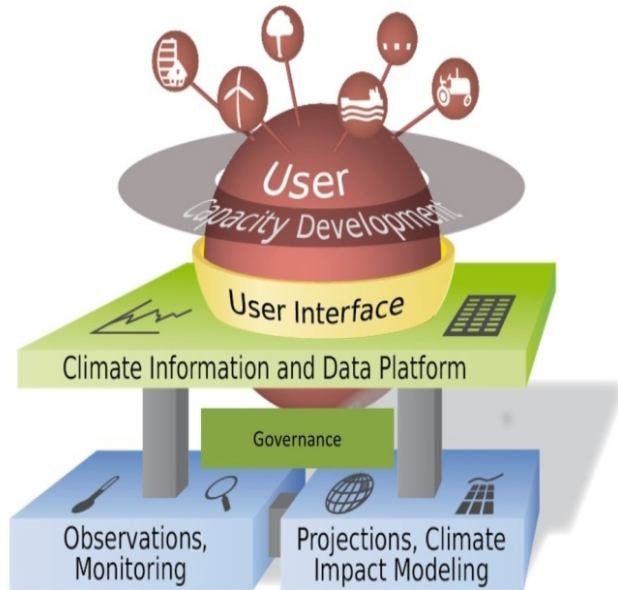 User
Capacity Development
User Interface
Climate Information and Data Platform
Governance
Observations,
Monitoring
Projections, Climate
Impact Modeling